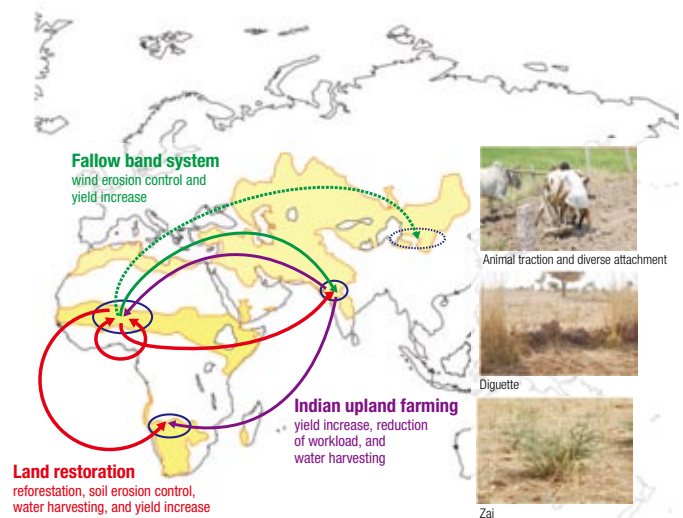 Fallow band system
wind erosion control and
yield increase
Animal traction and diverse attachment
Diguette
Indian upland farming
yield increase, reduction
of workload, and
water harvesting
Land restoration
reforestation, soil erosion control,
water harvesting, and yield increase
Zai